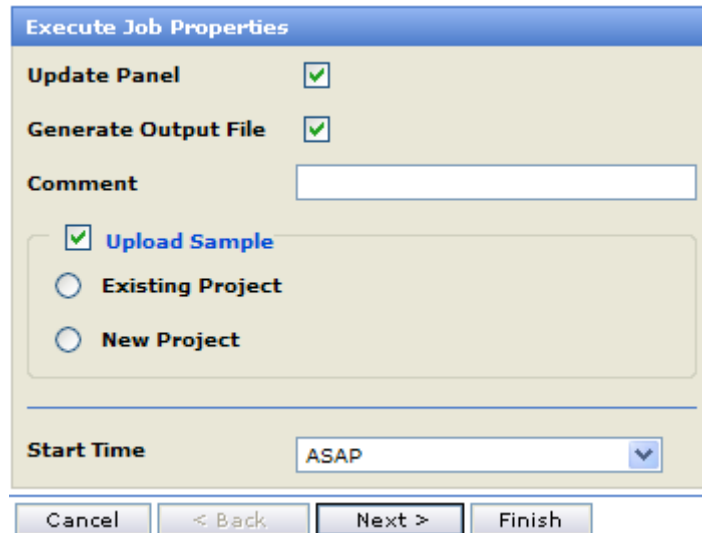 Execute Job Properties
Update Panel
Generate Output File
Comment
Upload Sample
Existing Project
New Project
Start Time ASAP
Cancel < Back Next > Finish